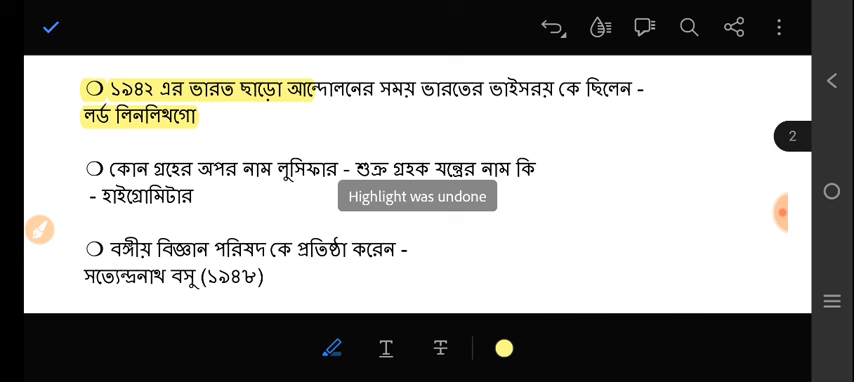 ❍ ১৯৪২ এর ভারত ছাড়ো আন্দোলনের সময় ভারতের ভাইসরয় কে ছিলেন -
লর্ড লিনলিথগো
2
❍ কোন গ্রহের অপর নাম লুসিফার - শুক্র গ্রহক যন্ত্রের নাম কি
- হাইগ্রোমিটার
Highlight was undone
❍ বঙ্গীয় বিজ্ঞান পরিষদ কে প্রতিষ্ঠা করেন -
সত্যেন্দ্রনাথ বসু (১৯৪৮)
T T